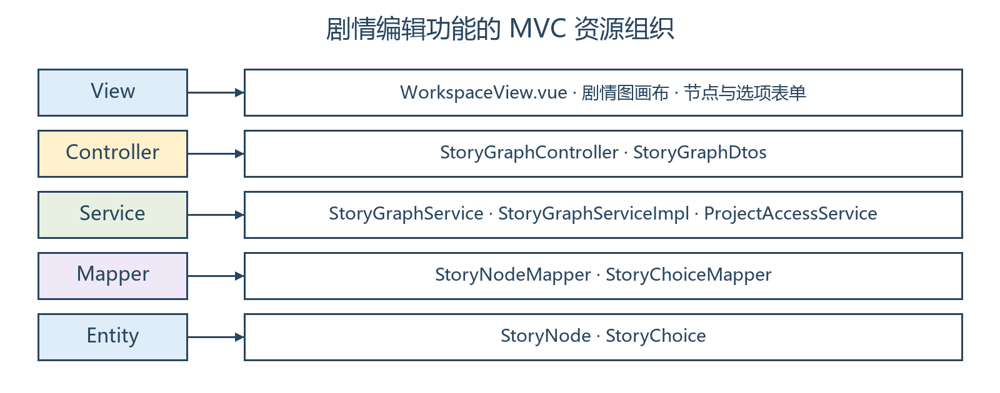 剧情编辑功能的 MVC 资源组织
View
WorkspaceView.vue · 剧情图画布 · 节点与选项表单
Controller
StoryGraphController · StoryGraphDtos
Service
StoryGraphService · StoryGraphServiceImpl · ProjectAccessService
Mapper
StoryNodeMapper · StoryChoiceMapper
Entity
StoryNode · StoryChoice